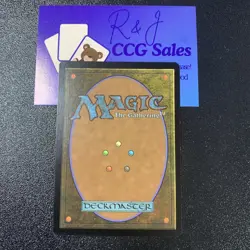 R & J
CCG Sales
MAGIC
The Gathering
DECKMASTER